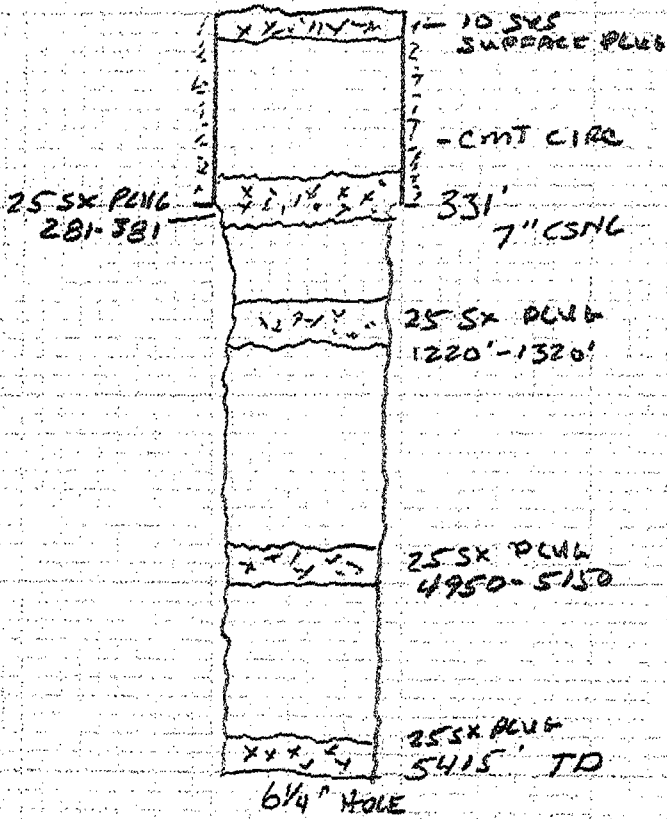 10 SXS
SURFACE PLUG
- CMT CIRC
25 SX PLUG
281-381
331'
7" CSNG
25 SX PLUG
1220'-1320'
25 SX PLUG
4950-5150
25 SX PLUG
5415' TD
6 1/4" HOLE